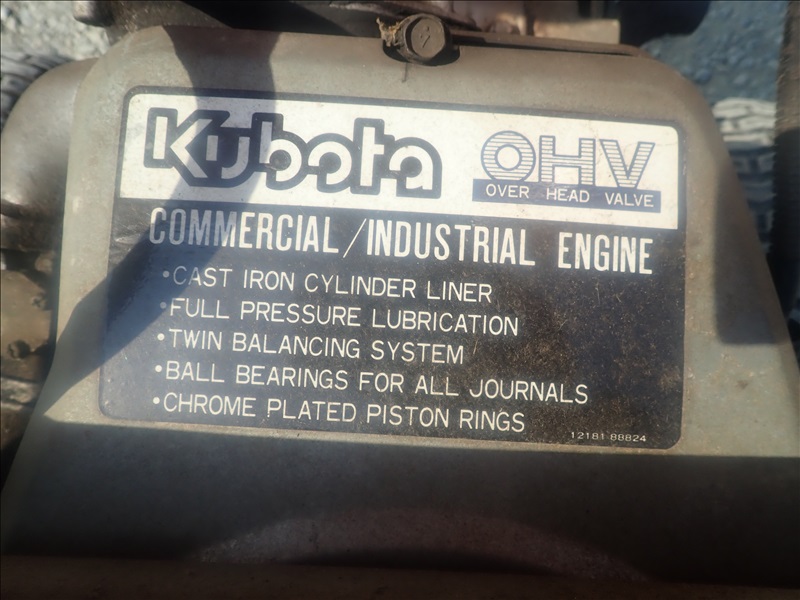 Kubota OHV
OVER HEAD VALVE
COMMERCIAL/INDUSTRIAL ENGINE
•CAST IRON CYLINDER LINER
•FULL PRESSURE LUBRICATION
•TWIN BALANCING SYSTEM
•BALL BEARINGS FOR ALL JOURNALS
•CHROME PLATED PISTON RINGS
12181-88824